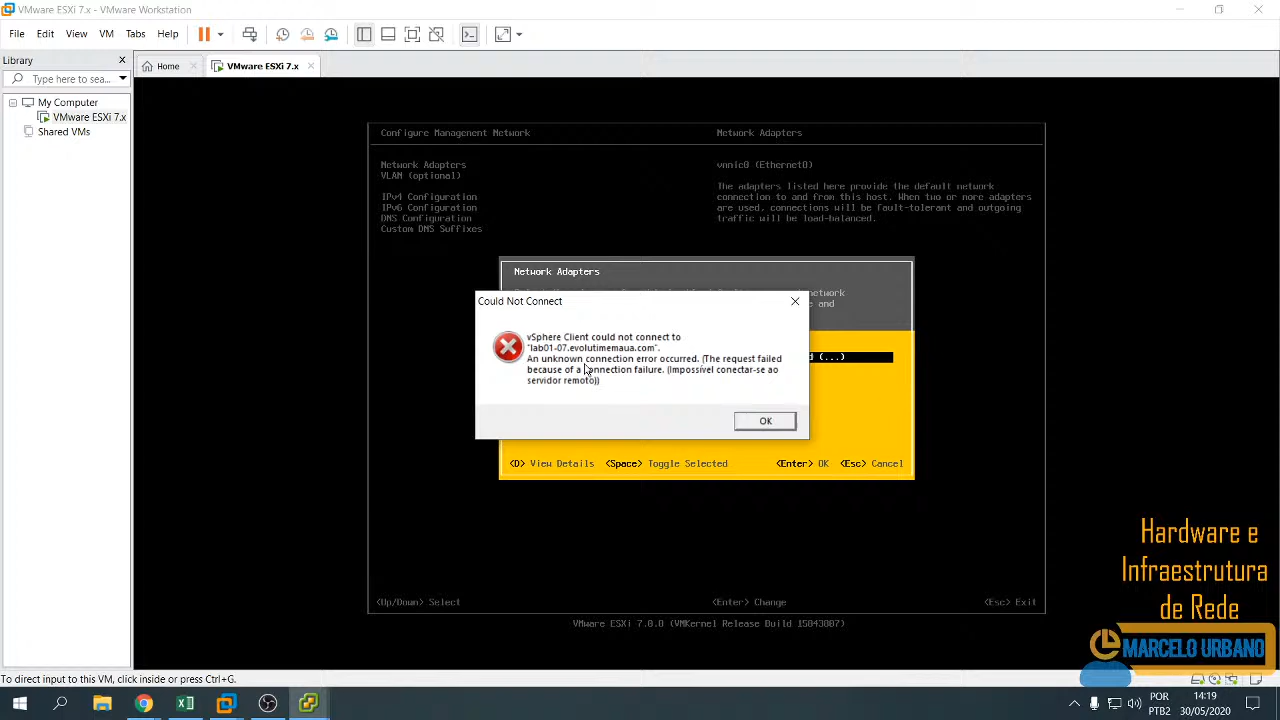 VMware ESXi 7.x - VMware Workstation
File Edit View VM Tabs Help
Library
Type here to sea...
My Computer
VMware ESXi 7.x
Shared VMs
Home
VMware ESXi 7.x
Configure Management Network
Network Adapters
Network Adapters
VLAN (optional)
IPv4 Configuration
IPv6 Configuration
DNS Configuration
Custom DNS Suffixes
vmnic0 (Ethernet0)
The adapters listed here provide the default network
connection to and from this host. When two or more adapters
are used, connections will be fault-tolerant and outgoing
traffic will be load-balanced.
Network Adapters
network
and
(...)
Could Not Connect
vSphere Client could not connect to
"lab01-07.evolutimemaua.com".
An unknown connection error occurred. (The request failed
because of a connection failure. (Impossível conectar-se ao
servidor remoto))
OK
<D> View Details <Space> Toggle Selected <Enter> OK <Esc> Cancel
<Up/Down> Select <Enter> Change <Esc> Exit
VMware ESXi 7.0.0 (VMKernel Release Build 15843807)
Hardware e
Infraestrutura
de Rede
MARCELO URBANO
To direct input to this VM, click inside or press Ctrl+G.
POR
PTB2
14:19
30/05/2020